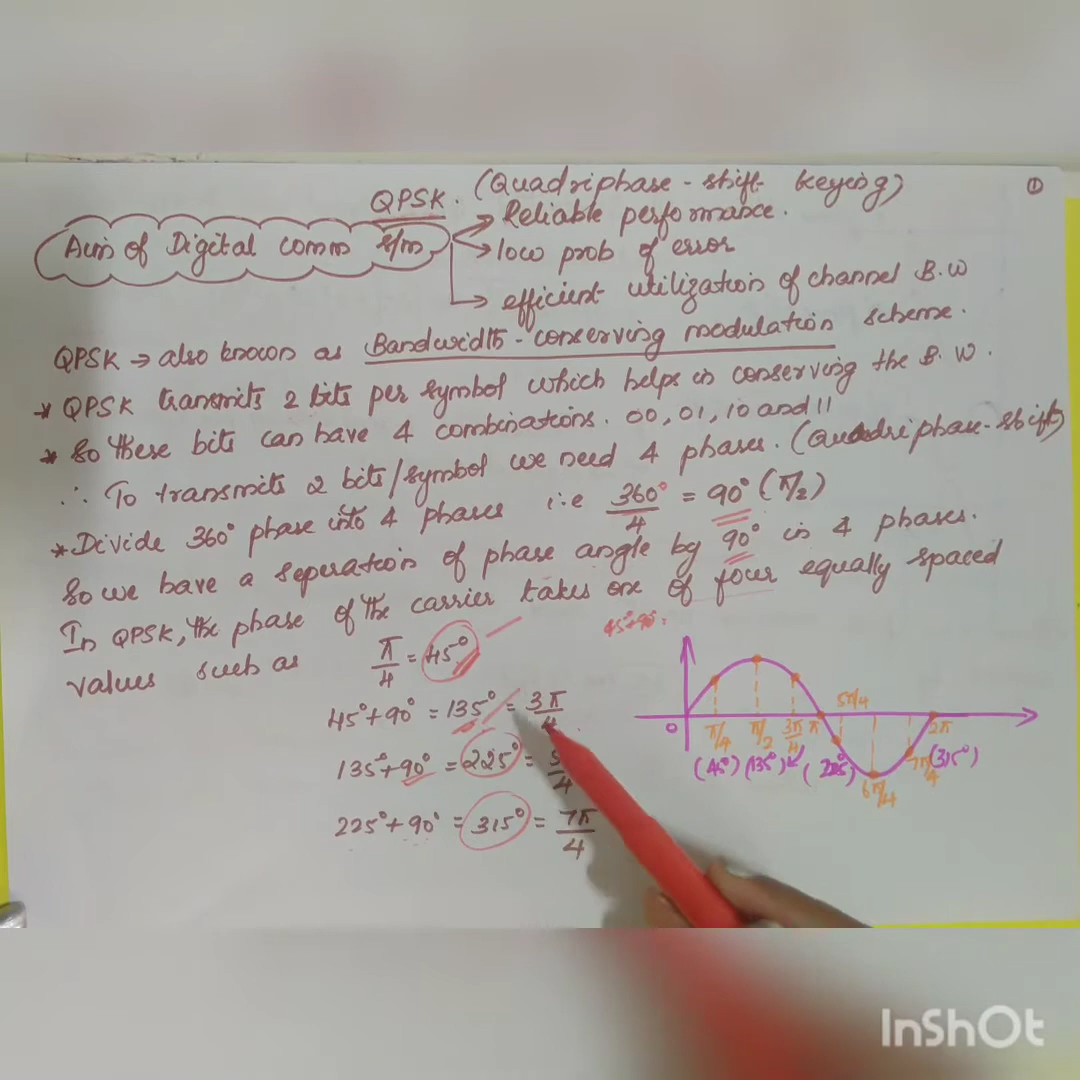 QPSK. (Quadriphase-shift keying)
①
Aim of Digital comm s/m
→ Reliable performance.
→ low prob of error
→ efficient utilization of channel B.W
QPSK → also known as Bandwidth-conserving modulation scheme.
* QPSK transmits 2 bits per symbol which helps in conserving the B.W.
* So these bits can have 4 combinations. 00, 01, 10 and 11
∴ To transmits 2 bits/symbol we need 4 phases. (Quadriphase-shift)
* Divide 360° phase into 4 phases i.e 360°/4 = 90° (π/2)
So we have a seperation of phase angle by 90° in 4 phases.
In QPSK, the phase of the carrier takes one of four equally spaced
values such as π/4 = 45°
45°+90° =
45°+90° = 135° = 3π/4
135°+90° = 225° = 5π/4
225°+90° = 315° = 7π/4
0 π/4 π/2 3π/4 π 5π/4 6π/4 7π/4 2π
(45°) (135°) (225°) (315°)
InShOt